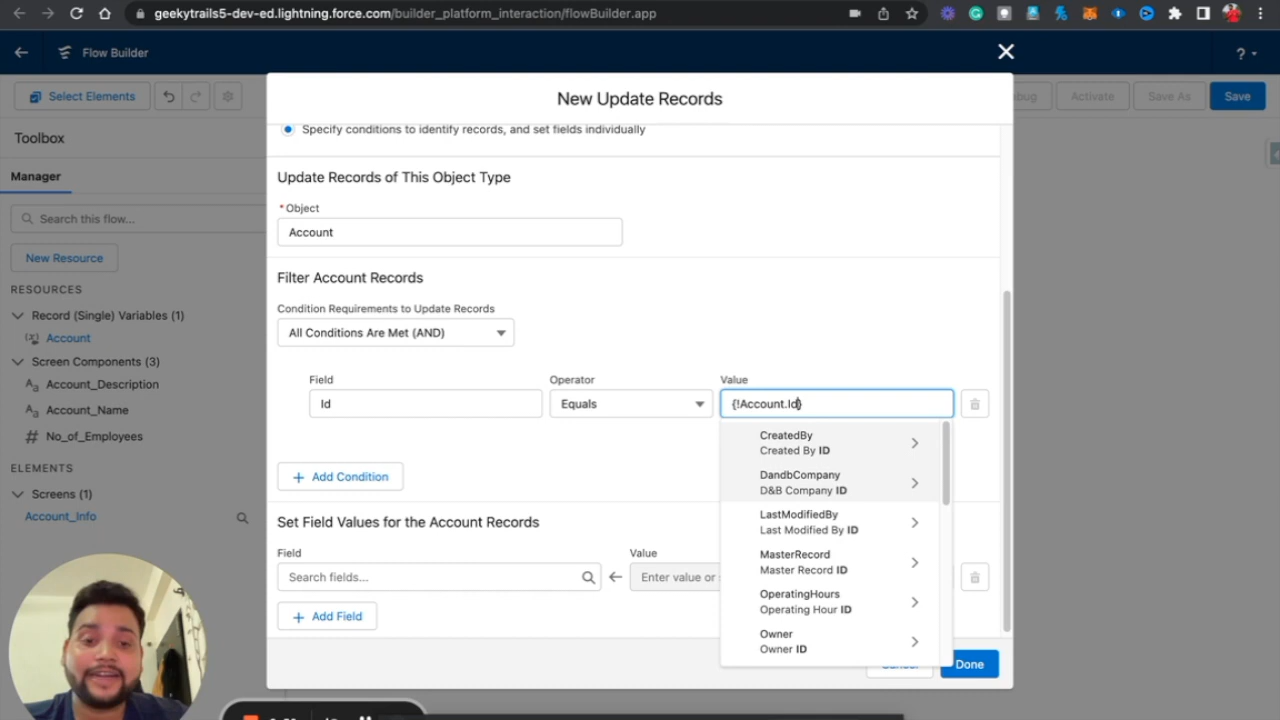 geekytrails5-dev-ed.lightning.force.com/builder_platform_interaction/flowBuilder.app
Flow Builder
?
Select Elements
Activate
Save As
Save
New Update Records
Toolbox
Specify conditions to identify records, and set fields individually
Manager
Update Records of This Object Type
*Object
Search this flow...
Account
New Resource
Filter Account Records
RESOURCES
Condition Requirements to Update Records
Record (Single) Variables (1)
All Conditions Are Met (AND)
Account
Screen Components (3)
Account_Description
Field
Operator
Value
Id
Equals
{!Account.Id}
Account_Name
No_of_Employees
CreatedBy
Created By ID
ELEMENTS
Add Condition
DandbCompany
D&B Company ID
Screens (1)
Account_Info
Set Field Values for the Account Records
LastModifiedBy
Last Modified By ID
Field
Value
MasterRecord
Master Record ID
Search fields...
Enter value or
OperatingHours
Operating Hour ID
Add Field
Owner
Owner ID
Done